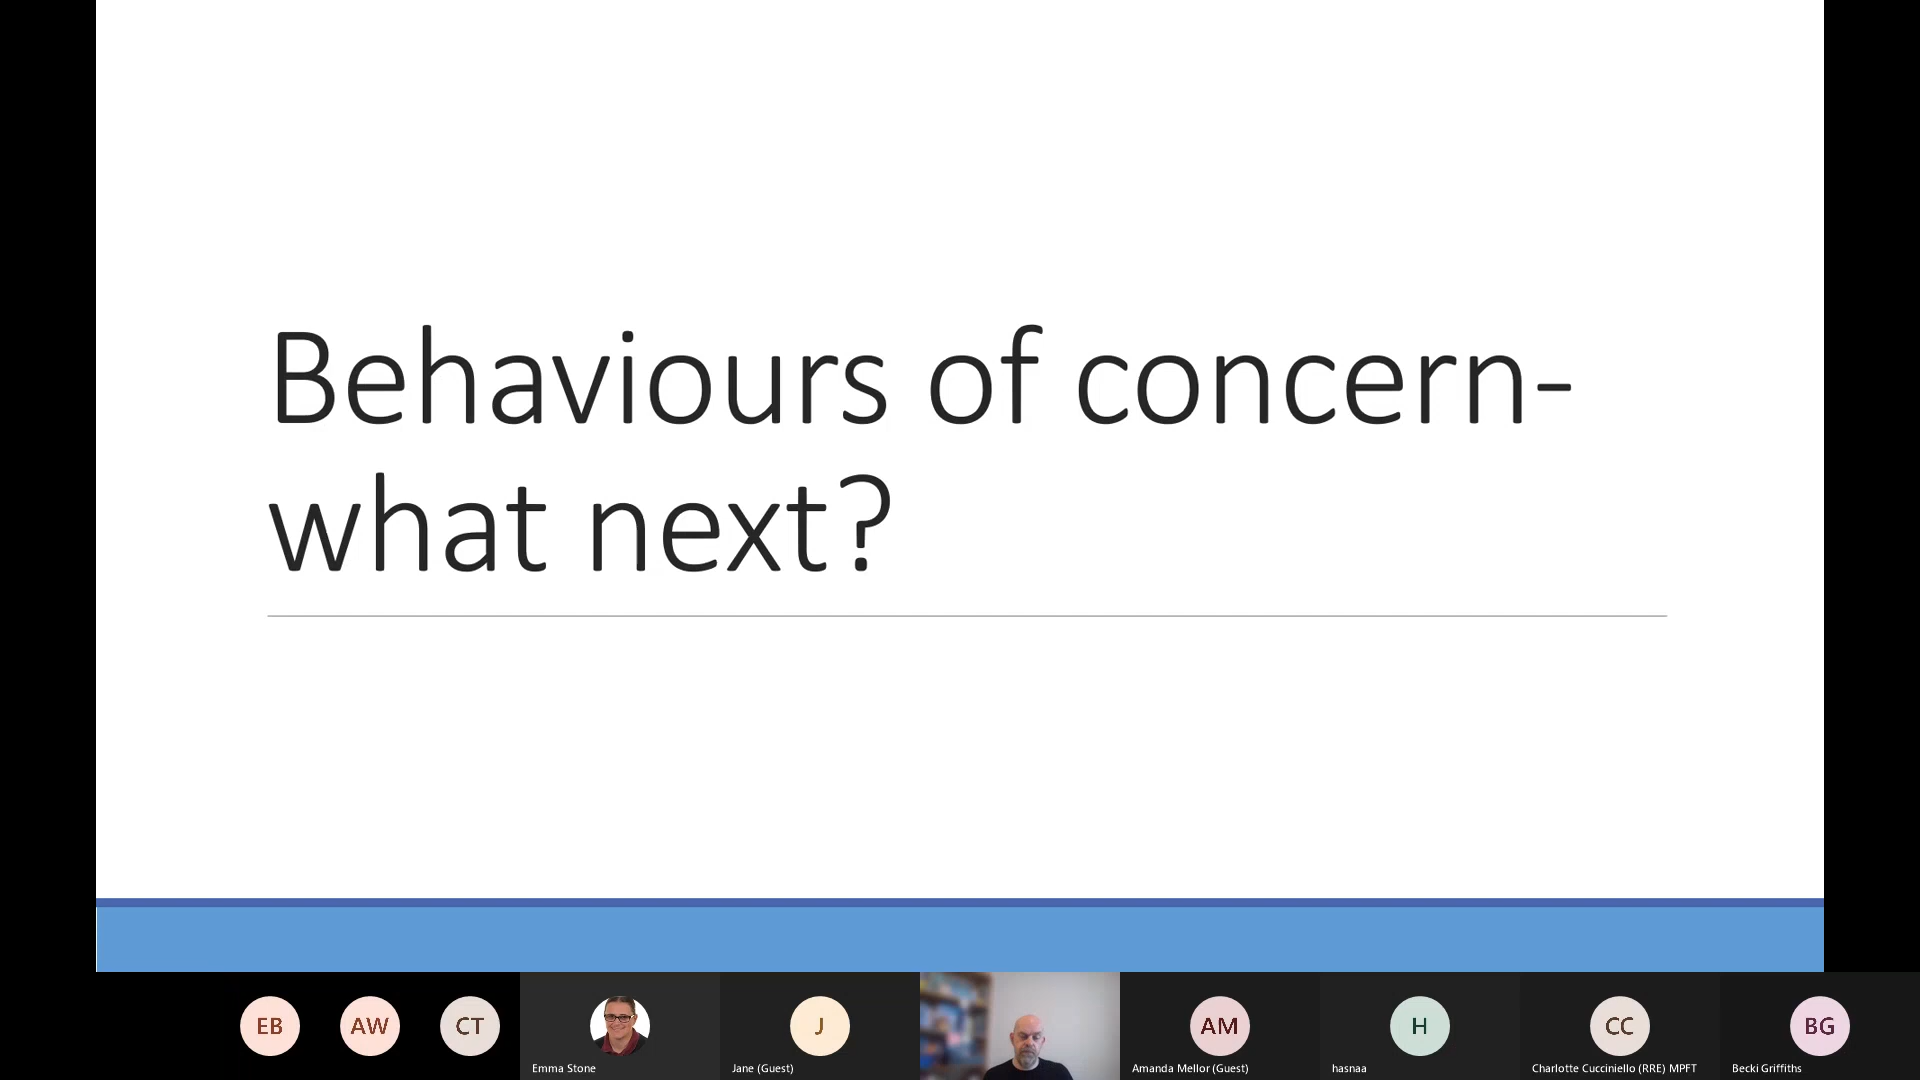 Behaviours of concern-
what next?
EB
AW
CT
J
AM
H
CC
BG
Emma Stone
Jane (Guest)
Amanda Mellor (Guest)
hasnaa
Charlotte Cucciniello (RRE) MPFT
Becki Griffiths